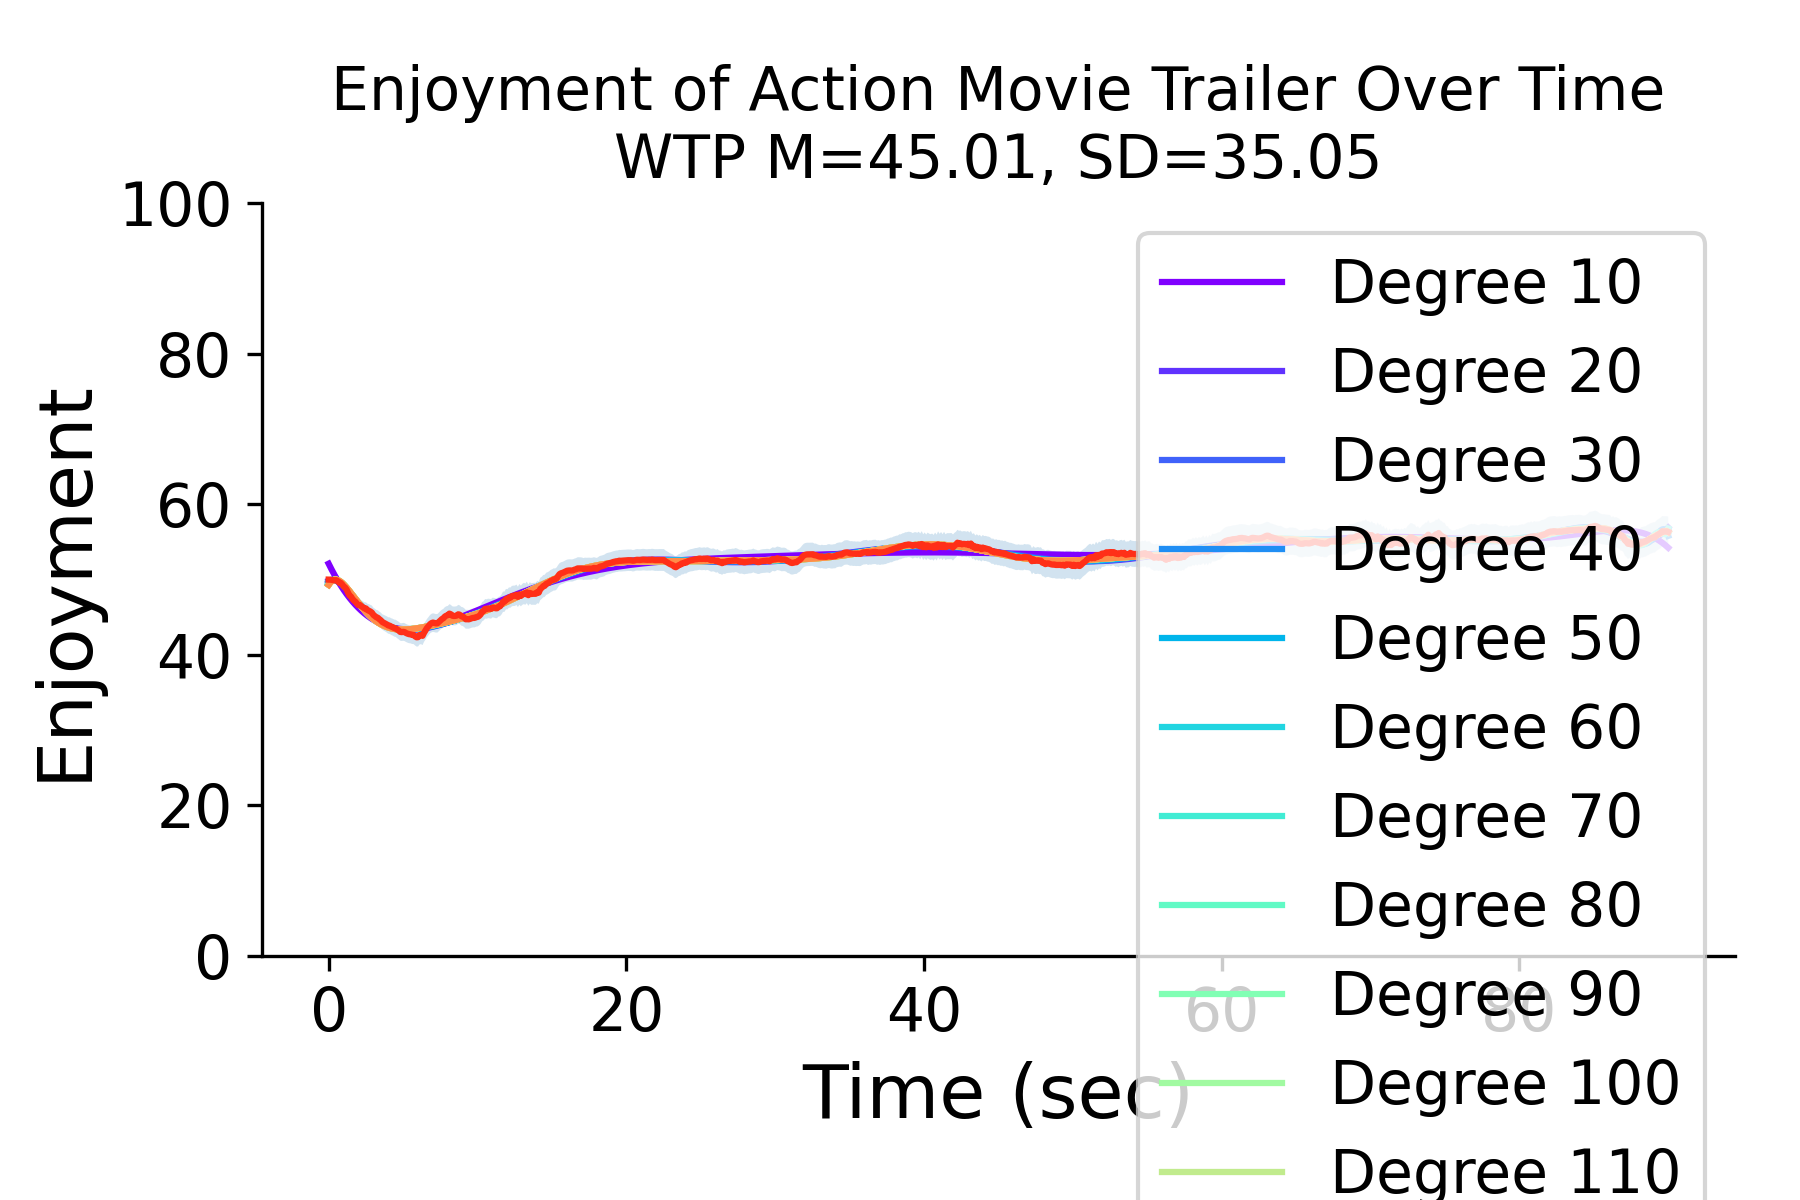 Enjoyment of Action Movie Trailer Over Time
WTP M=45.01, SD=35.05
Enjoyment
100
80
60
40
20
0
0
20
40
60
80
Time (sec)
Degree 10
Degree 20
Degree 30
Degree 40
Degree 50
Degree 60
Degree 70
Degree 80
Degree 90
Degree 100
Degree 110